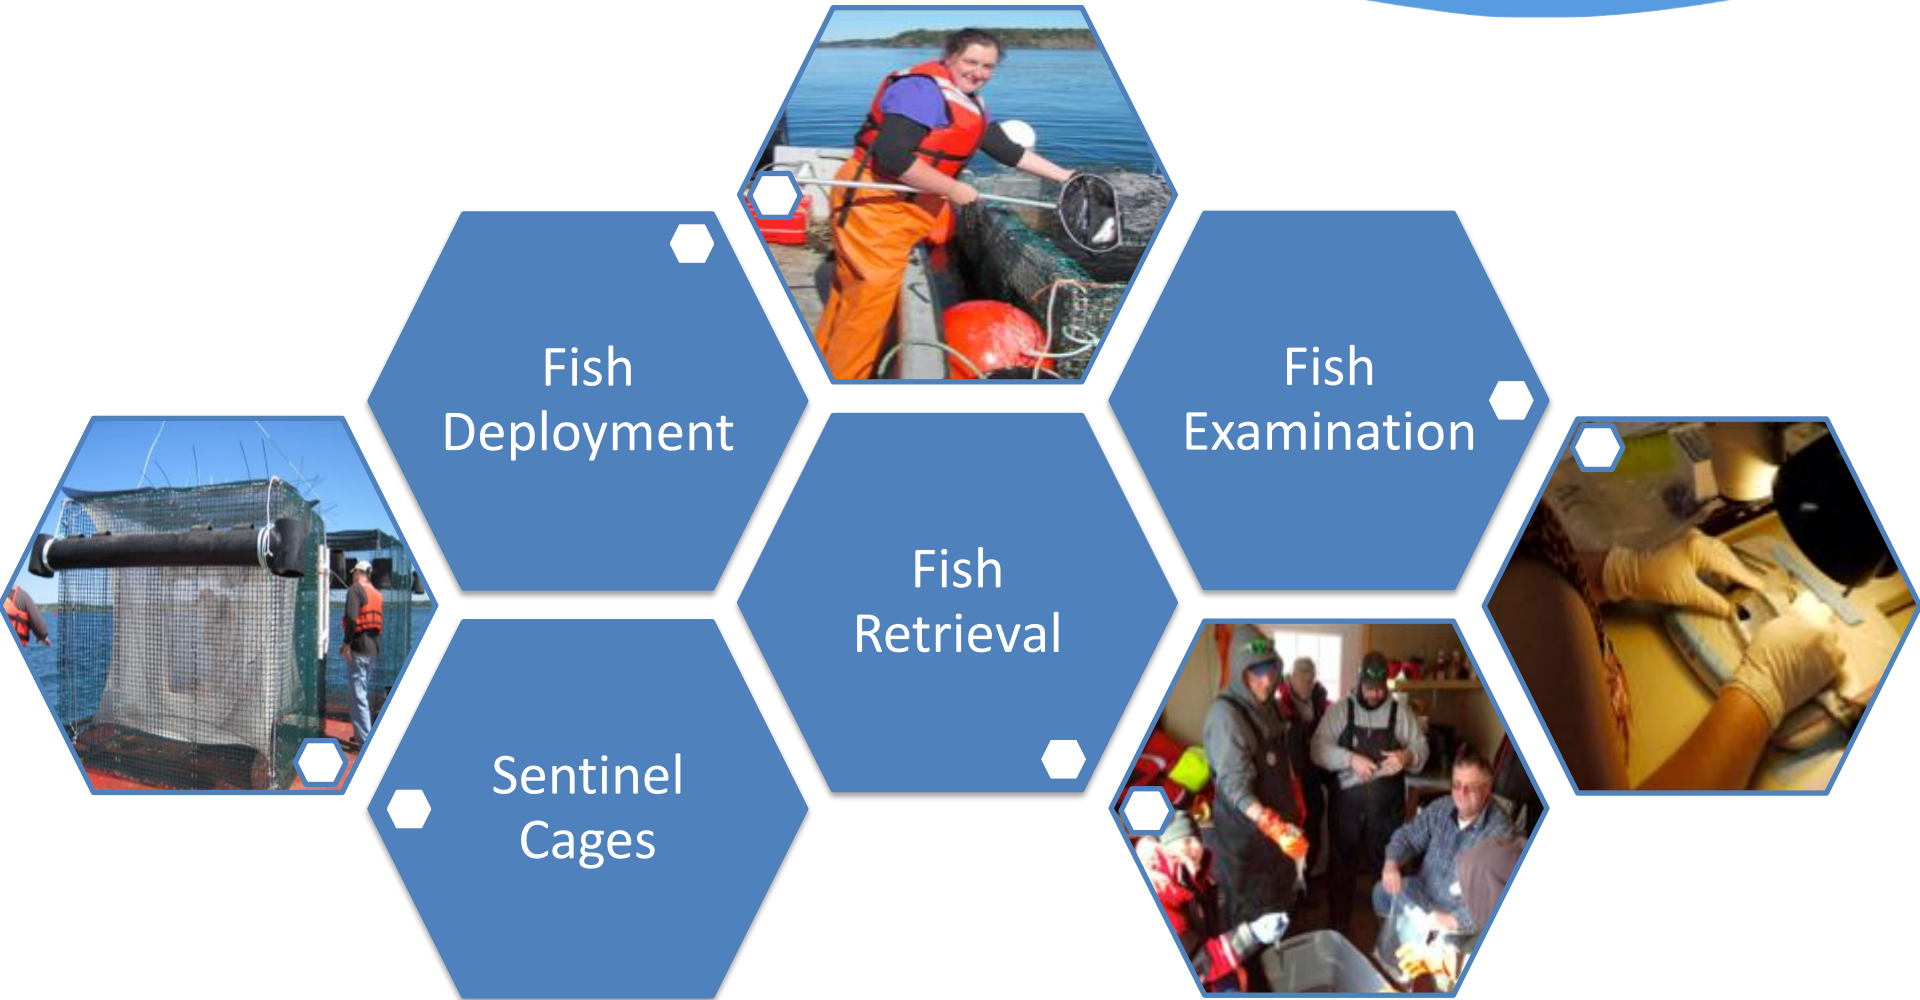 Fish
Deployment
Fish
Examination
Fish
Retrieval
Sentinel
Cages